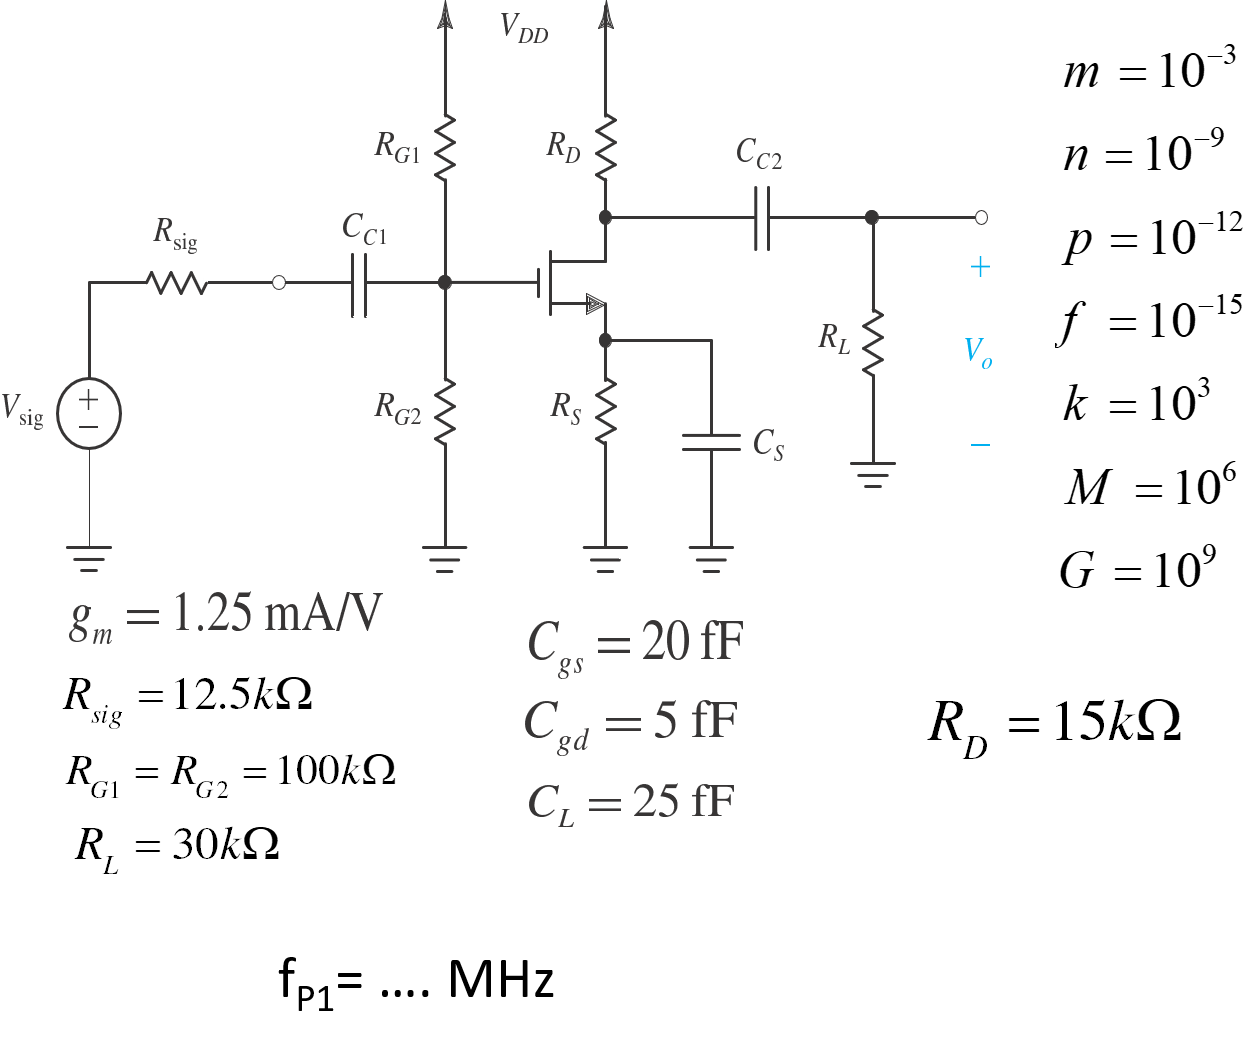 V_DD
R_G1
R_D
C_C2
R_sig
C_C1
V_sig
+
−
R_G2
R_S
C_S
R_L
+
V_o
−
m = 10^−3
n = 10^−9
p = 10^−12
f = 10^−15
k = 10^3
M = 10^6
G = 10^9
g_m = 1.25 mA/V
R_sig = 12.5kΩ
R_G1 = R_G2 = 100kΩ
R_L = 30kΩ
C_gs = 20 fF
C_gd = 5 fF
C_L = 25 fF
R_D = 15kΩ
f_P1= .... MHz